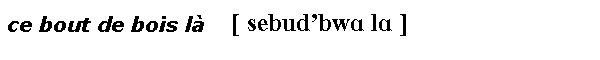 ce bout de bois là [ sebud’bwɑ lɑ ]